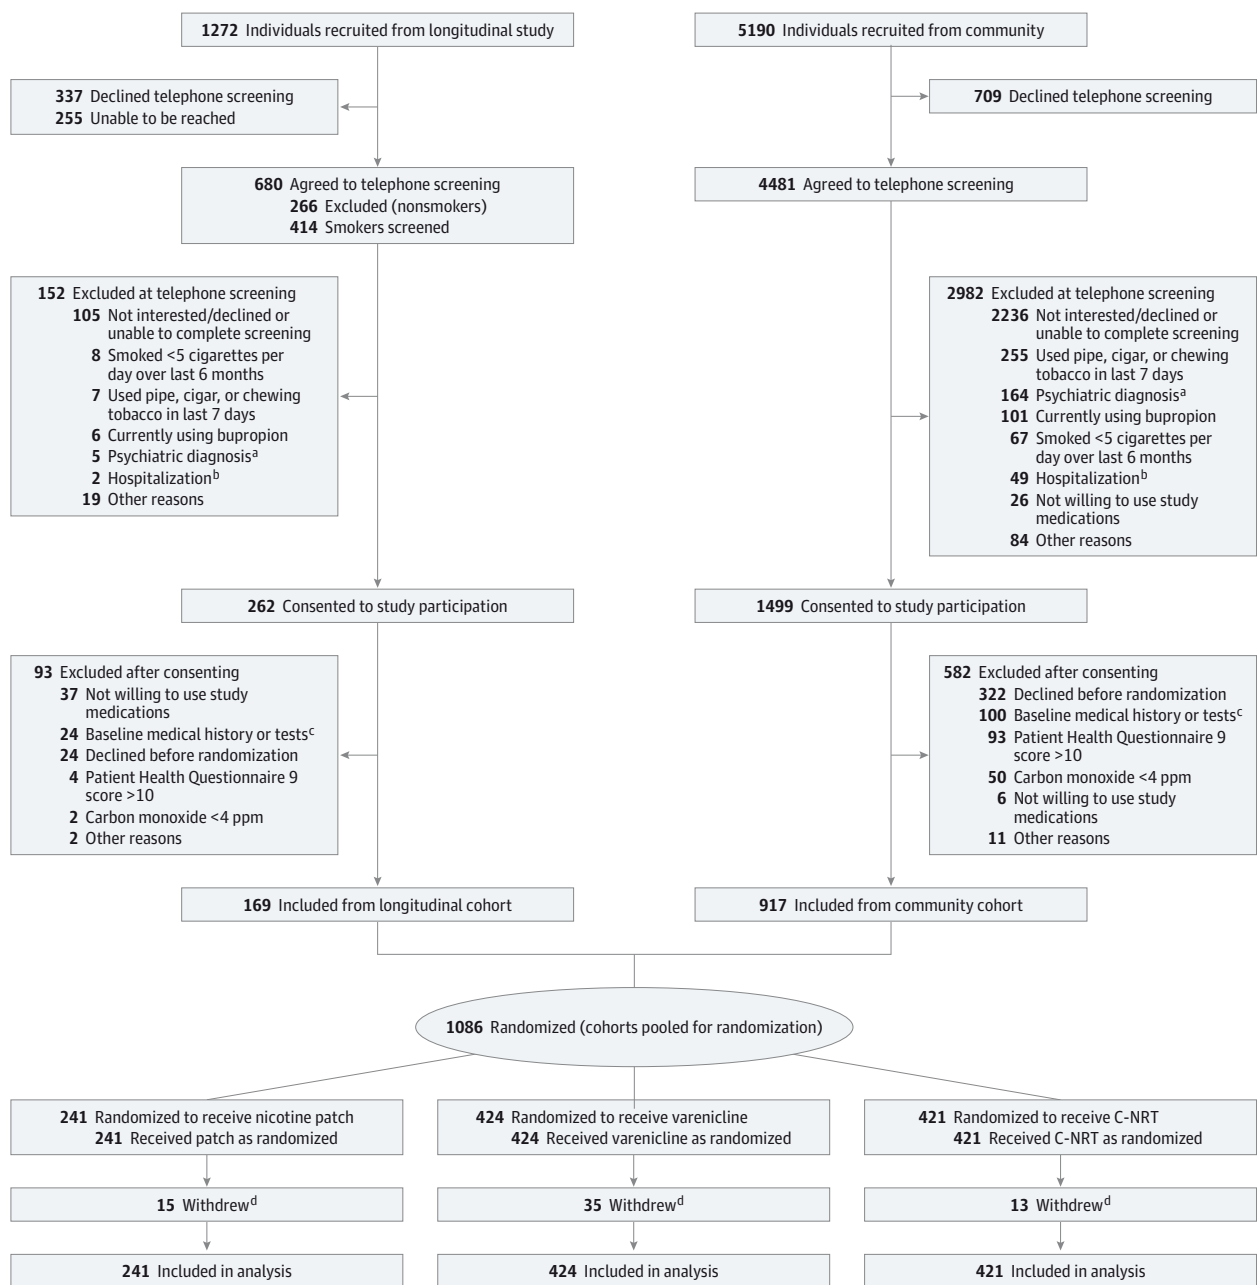 1272 Individuals recruited from longitudinal study
5190 Individuals recruited from community
337 Declined telephone screening
255 Unable to be reached
709 Declined telephone screening
680 Agreed to telephone screening
266 Excluded (nonsmokers)
414 Smokers screened
4481 Agreed to telephone screening
152 Excluded at telephone screening
105 Not interested/declined or
unable to complete screening
8 Smoked <5 cigarettes per
day over last 6 months
7 Used pipe, cigar, or chewing
tobacco in last 7 days
6 Currently using bupropion
5 Psychiatric diagnosisa
2 Hospitalizationb
19 Other reasons
2982 Excluded at telephone screening
2236 Not interested/declined or
unable to complete screening
255 Used pipe, cigar, or chewing
tobacco in last 7 days
164 Psychiatric diagnosisa
101 Currently using bupropion
67 Smoked <5 cigarettes per
day over last 6 months
49 Hospitalizationb
26 Not willing to use study
medications
84 Other reasons
262 Consented to study participation
1499 Consented to study participation
93 Excluded after consenting
37 Not willing to use study
medications
24 Baseline medical history or testsc
24 Declined before randomization
4 Patient Health Questionnaire 9
score >10
2 Carbon monoxide <4 ppm
2 Other reasons
582 Excluded after consenting
322 Declined before randomization
100 Baseline medical history or testsc
93 Patient Health Questionnaire 9
score >10
50 Carbon monoxide <4 ppm
6 Not willing to use study
medications
11 Other reasons
169 Included from longitudinal cohort
917 Included from community cohort
1086 Randomized (cohorts pooled for randomization)
241 Randomized to receive nicotine patch
241 Received patch as randomized
424 Randomized to receive varenicline
424 Received varenicline as randomized
421 Randomized to receive C-NRT
421 Received C-NRT as randomized
15 Withdrewd
35 Withdrewd
13 Withdrewd
241 Included in analysis
424 Included in analysis
421 Included in analysis